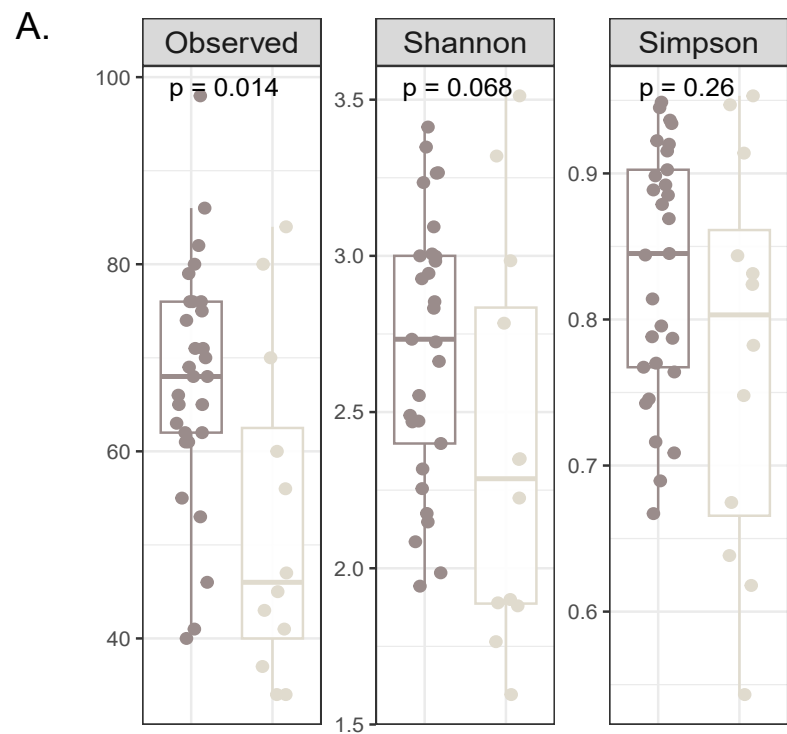 A.
Observed
Shannon
Simpson
p = 0.014
p = 0.068
p = 0.26
100
80
60
40
3.5
3.0
2.5
2.0
1.5
0.9
0.8
0.7
0.6